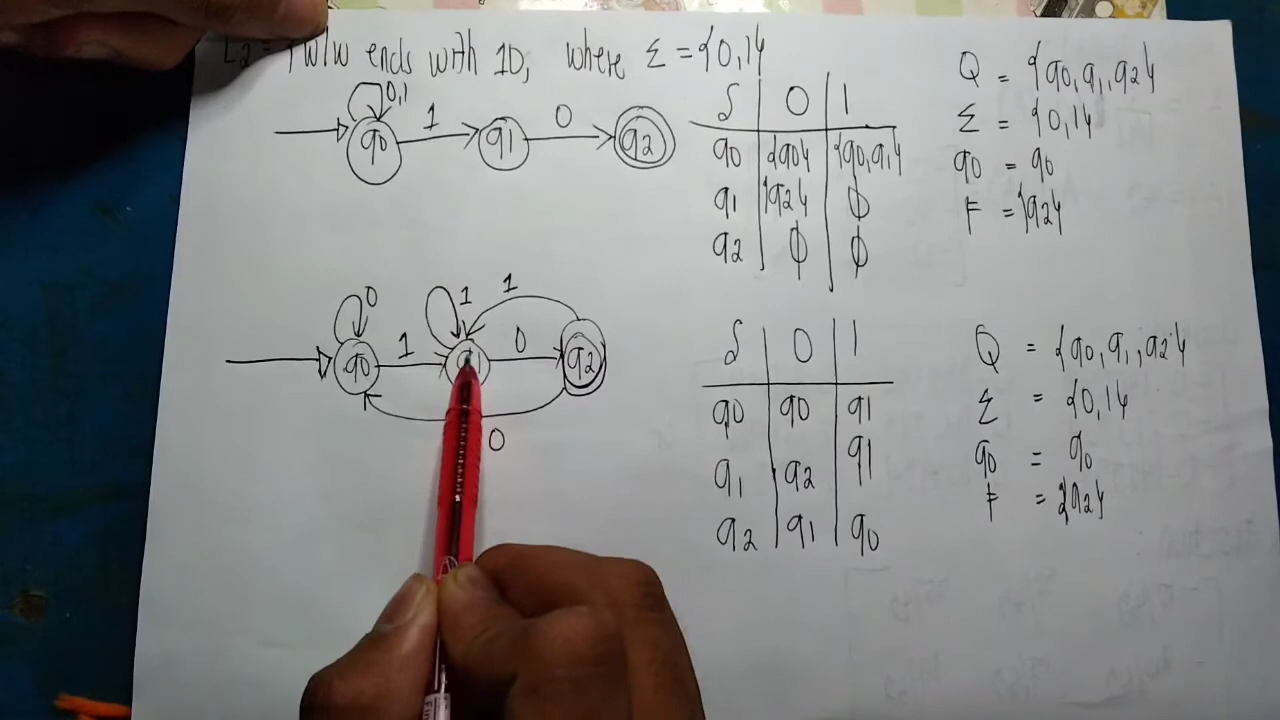 L2 = {w/w ends with 10, where Σ = {0,1}
0,1
1 0
q0 q1 q2
δ 0 1
q0 {q0} {q0,q1}
q1 {q2} ϕ
q2 ϕ ϕ
Q = {q0,q1,q2}
Σ = {0,1}
q0 = q0
F = {q2}
0 1 1
1 0
q0 q1 q2
0
δ 0 1
q0 q0 q1
q1 q2 q1
q2 q1 q0
Q = {q0,q1,q2}
Σ = {0,1}
q0 = q0
F = {q2}